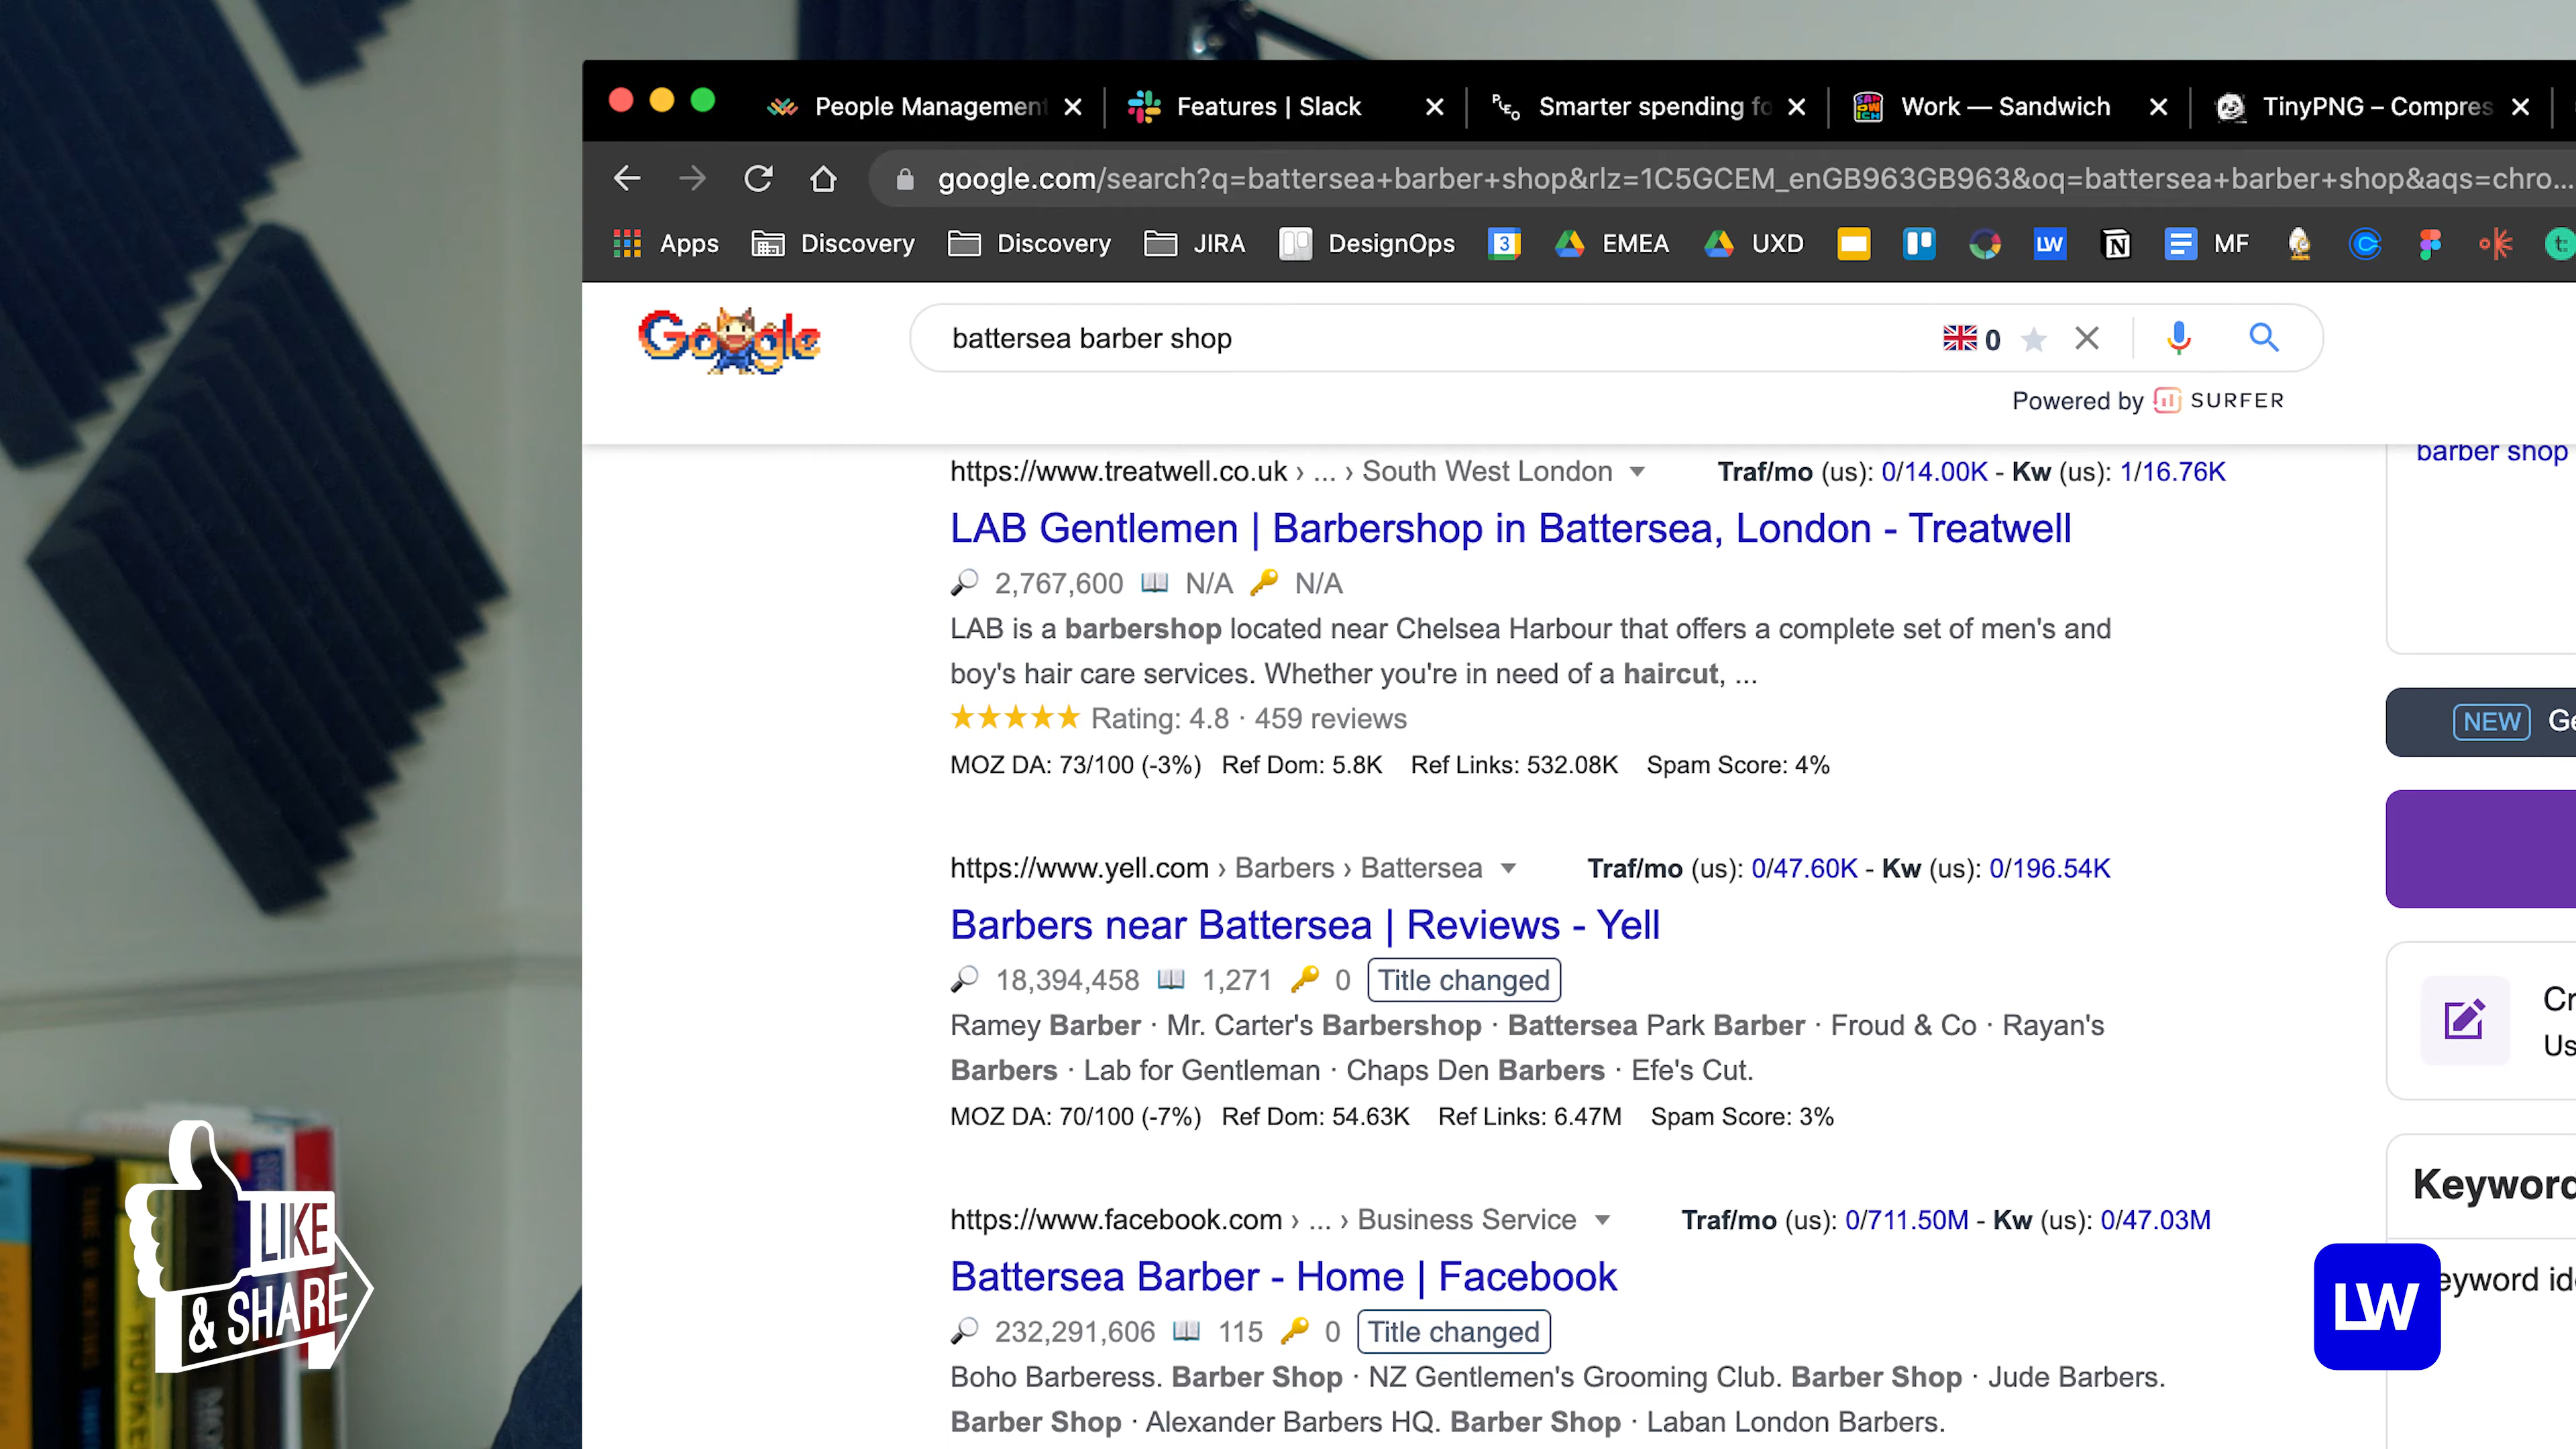 People Management
Features | Slack
PLEO
Smarter spending fo
SANDWICH
Work — Sandwich
TinyPNG – Compres
google.com/search?q=battersea+barber+shop&rlz=1C5GCEM_enGB963GB963&oq=battersea+barber+shop&aqs=chro...
Apps Discovery Discovery JIRA DesignOps 3 EMEA UXD LW N MF t:
Google
battersea barber shop
0
Powered by SURFER
barber shop
https://www.treatwell.co.uk › ... › South West London
Traf/mo (us): 0/14.00K - Kw (us): 1/16.76K
LAB Gentlemen | Barbershop in Battersea, London - Treatwell
2,767,600 N/A N/A
LAB is a barbershop located near Chelsea Harbour that offers a complete set of men's and
boy's hair care services. Whether you're in need of a haircut, ...
Rating: 4.8 · 459 reviews
MOZ DA: 73/100 (-3%) Ref Dom: 5.8K Ref Links: 532.08K Spam Score: 4%
NEW Ge
https://www.yell.com › Barbers › Battersea
Traf/mo (us): 0/47.60K - Kw (us): 0/196.54K
Barbers near Battersea | Reviews - Yell
18,394,458 1,271 0 Title changed
Ramey Barber · Mr. Carter's Barbershop · Battersea Park Barber · Froud & Co · Rayan's
Barbers · Lab for Gentleman · Chaps Den Barbers · Efe's Cut.
MOZ DA: 70/100 (-7%) Ref Dom: 54.63K Ref Links: 6.47M Spam Score: 3%
Cr
Us
Keyword
eyword ide
https://www.facebook.com › ... › Business Service
Traf/mo (us): 0/711.50M - Kw (us): 0/47.03M
Battersea Barber - Home | Facebook
232,291,606 115 0 Title changed
Boho Barberess. Barber Shop · NZ Gentlemen's Grooming Club. Barber Shop · Jude Barbers.
Barber Shop · Alexander Barbers HQ. Barber Shop · Laban London Barbers.
LIKE
& SHARE
LW